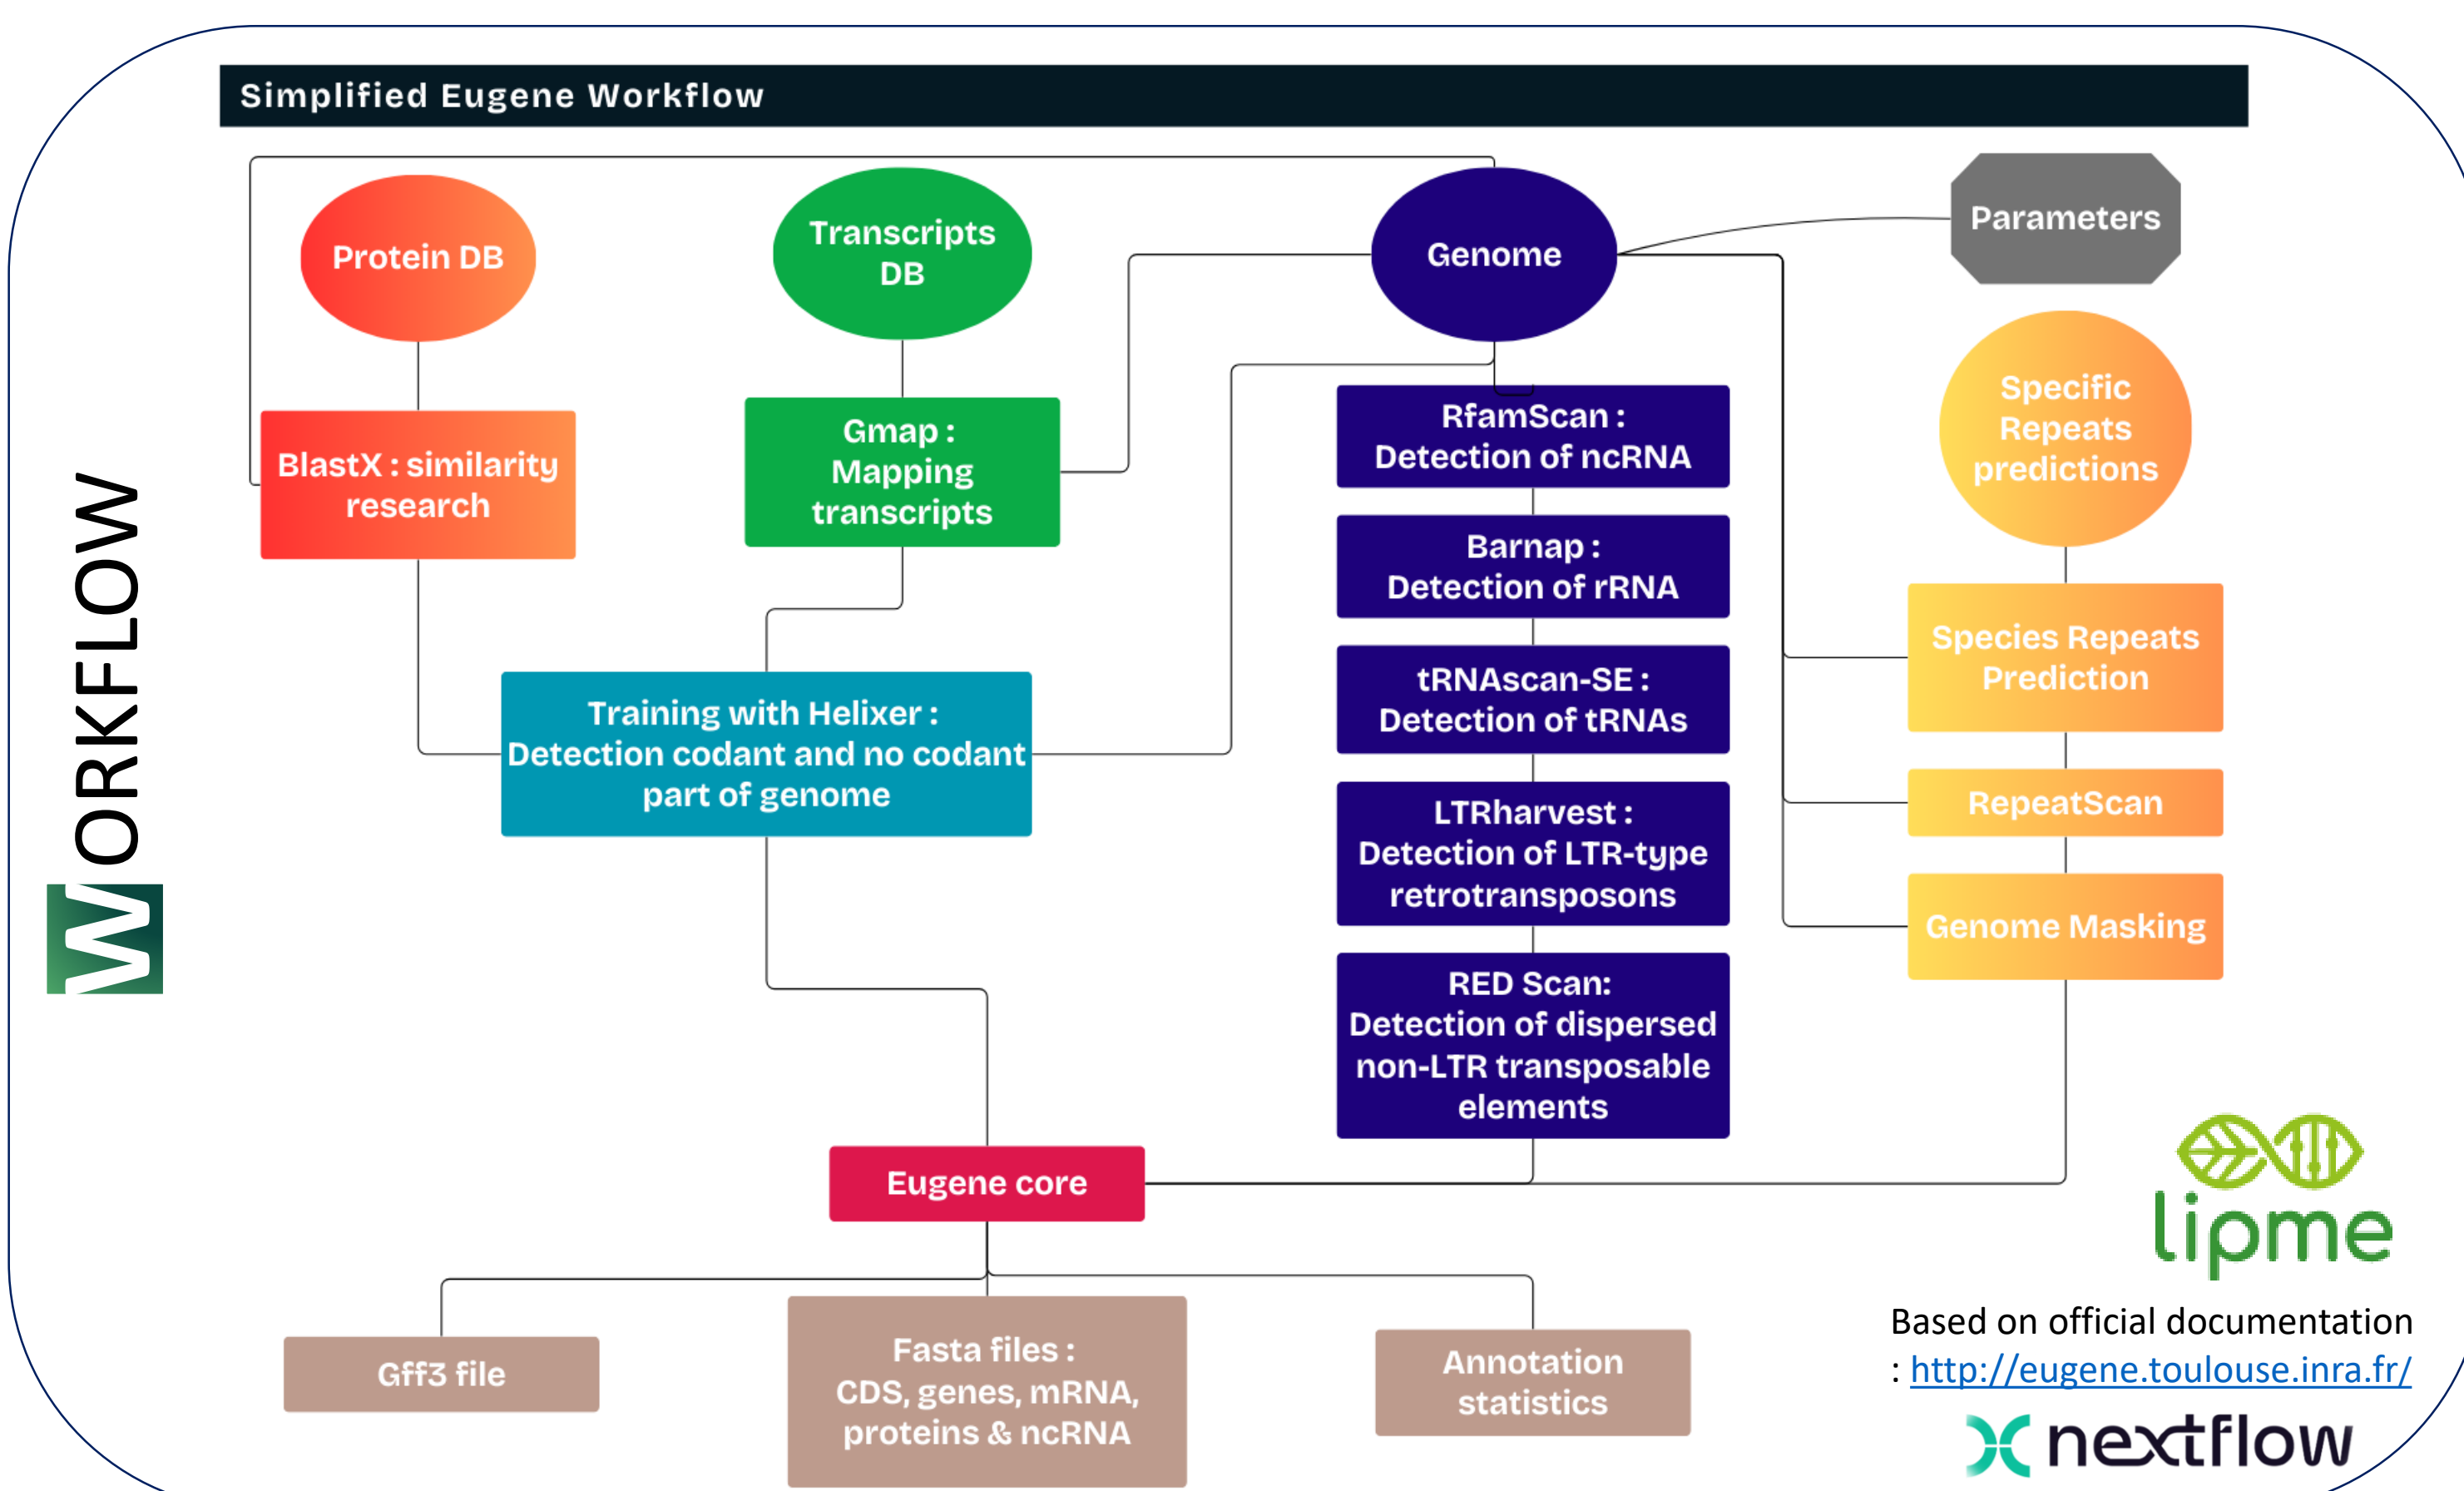 Simplified Eugene Workflow
WORKFLOW
Protein DB
Transcripts
DB
Genome
Parameters
BlastX : similarity
research
Gmap :
Mapping
transcripts
RfamScan :
Detection of ncRNA
Barnap :
Detection of rRNA
tRNAscan-SE :
Detection of tRNAs
LTRharvest :
Detection of LTR-type
retrotransposons
RED Scan:
Detection of dispersed
non-LTR transposable
elements
Specific
Repeats
predictions
Species Repeats
Prediction
RepeatScan
Genome Masking
Training with Helixer :
Detection codant and no codant
part of genome
Eugene core
Gff3 file
Fasta files :
CDS, genes, mRNA,
proteins & ncRNA
Annotation
statistics
lipme
Based on official documentation
: http://eugene.toulouse.inra.fr/
nextflow